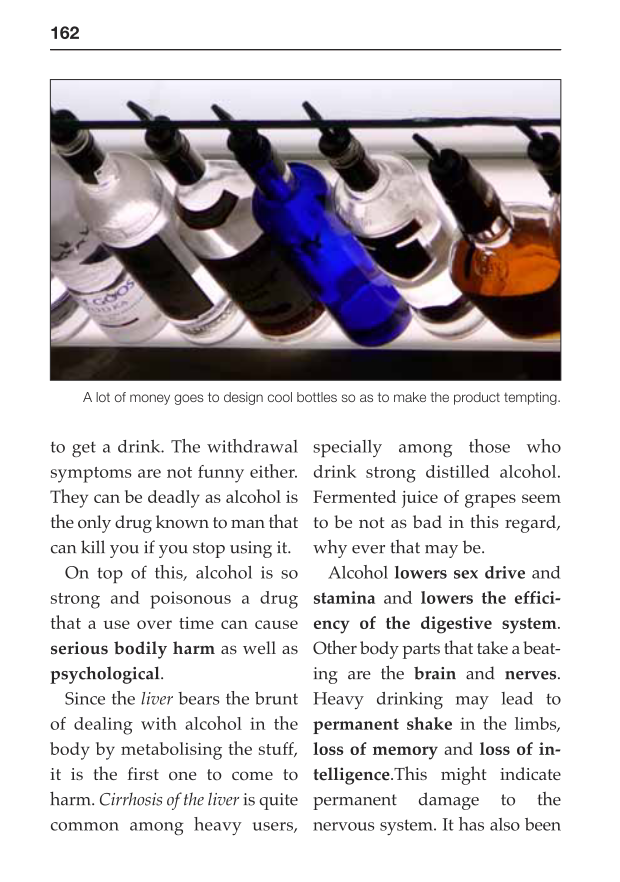 162
GOOS
A lot of money goes to design cool bottles so as to make the product tempting.
to get a drink. The withdrawal
symptoms are not funny either.
They can be deadly as alcohol is
the only drug known to man that
can kill you if you stop using it.
On top of this, alcohol is so
strong and poisonous a drug
that a use over time can cause
serious bodily harm as well as
psychological.
Since the liver bears the brunt
of dealing with alcohol in the
body by metabolising the stuff,
it is the first one to come to
harm. Cirrhosis of the liver is quite
common among heavy users,
specially among those who
drink strong distilled alcohol.
Fermented juice of grapes seem
to be not as bad in this regard,
why ever that may be.
Alcohol lowers sex drive and
stamina and lowers the effici-
ency of the digestive system.
Other body parts that take a beat-
ing are the brain and nerves.
Heavy drinking may lead to
permanent shake in the limbs,
loss of memory and loss of in-
telligence.This might indicate
permanent damage to the
nervous system. It has also been